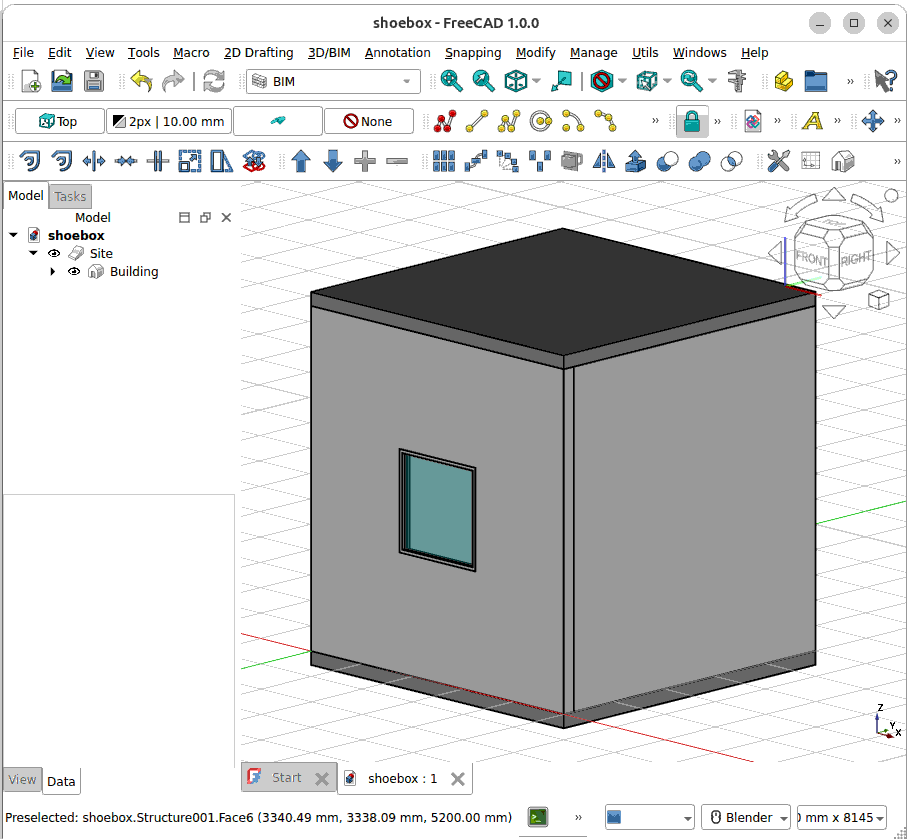 shoebox - FreeCAD 1.0.0
File Edit View Tools Macro 2D Drafting 3D/BIM Annotation Snapping Modify Manage Utils Windows Help
BIM
Top 2px | 10.00 mm None
Model Tasks
Model
shoebox
Site
Building
FRONT RIGHT
Z
Y
X
View Data
Start shoebox : 1
Preselected: shoebox.Structure001.Face6 (3340.49 mm, 3338.09 mm, 5200.00 mm) Blender mm x 8145